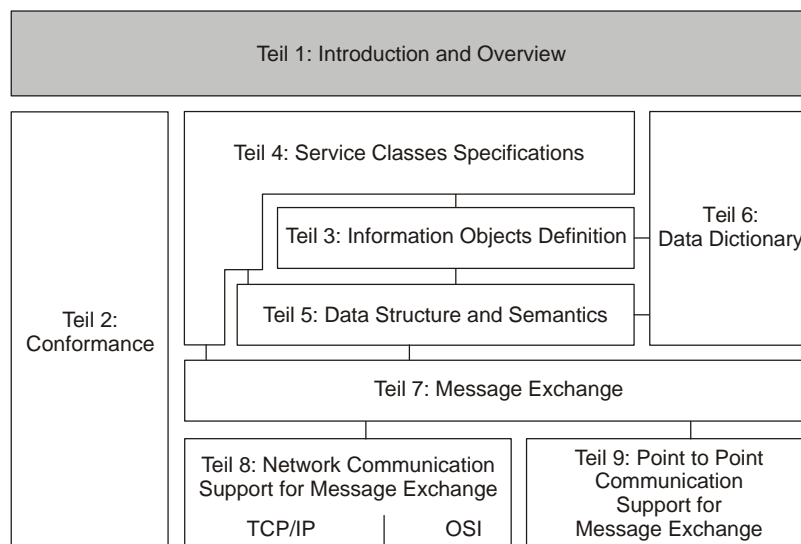 Teil 1: Introduction and Overview
Teil 4: Service Classes Specifications
Teil 6:
Data Dictionary
Teil 3: Information Objects Definition
Teil 5: Data Structure and Semantics
Teil 2:
Conformance
Teil 7: Message Exchange
Teil 8: Network Communication
Support for Message Exchange
TCP/IP
OSI
Teil 9: Point to Point
Communication
Support for
Message Exchange